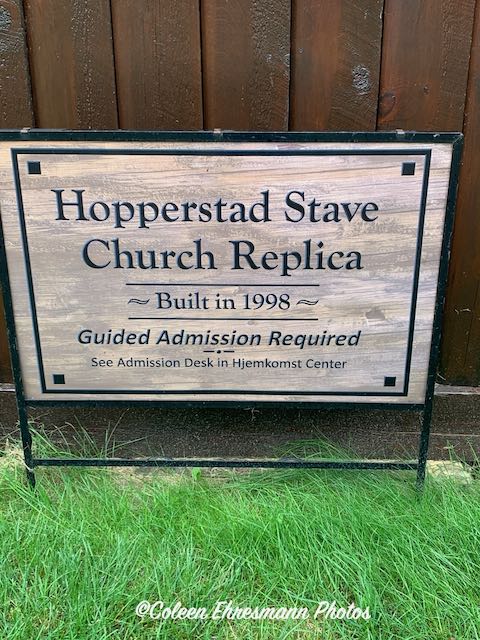 Hopperstad Stave
Church Replica
~ Built in 1998 ~
Guided Admission Required
See Admission Desk in Hjemkomst Center
©Coleen Ehresmann Photos